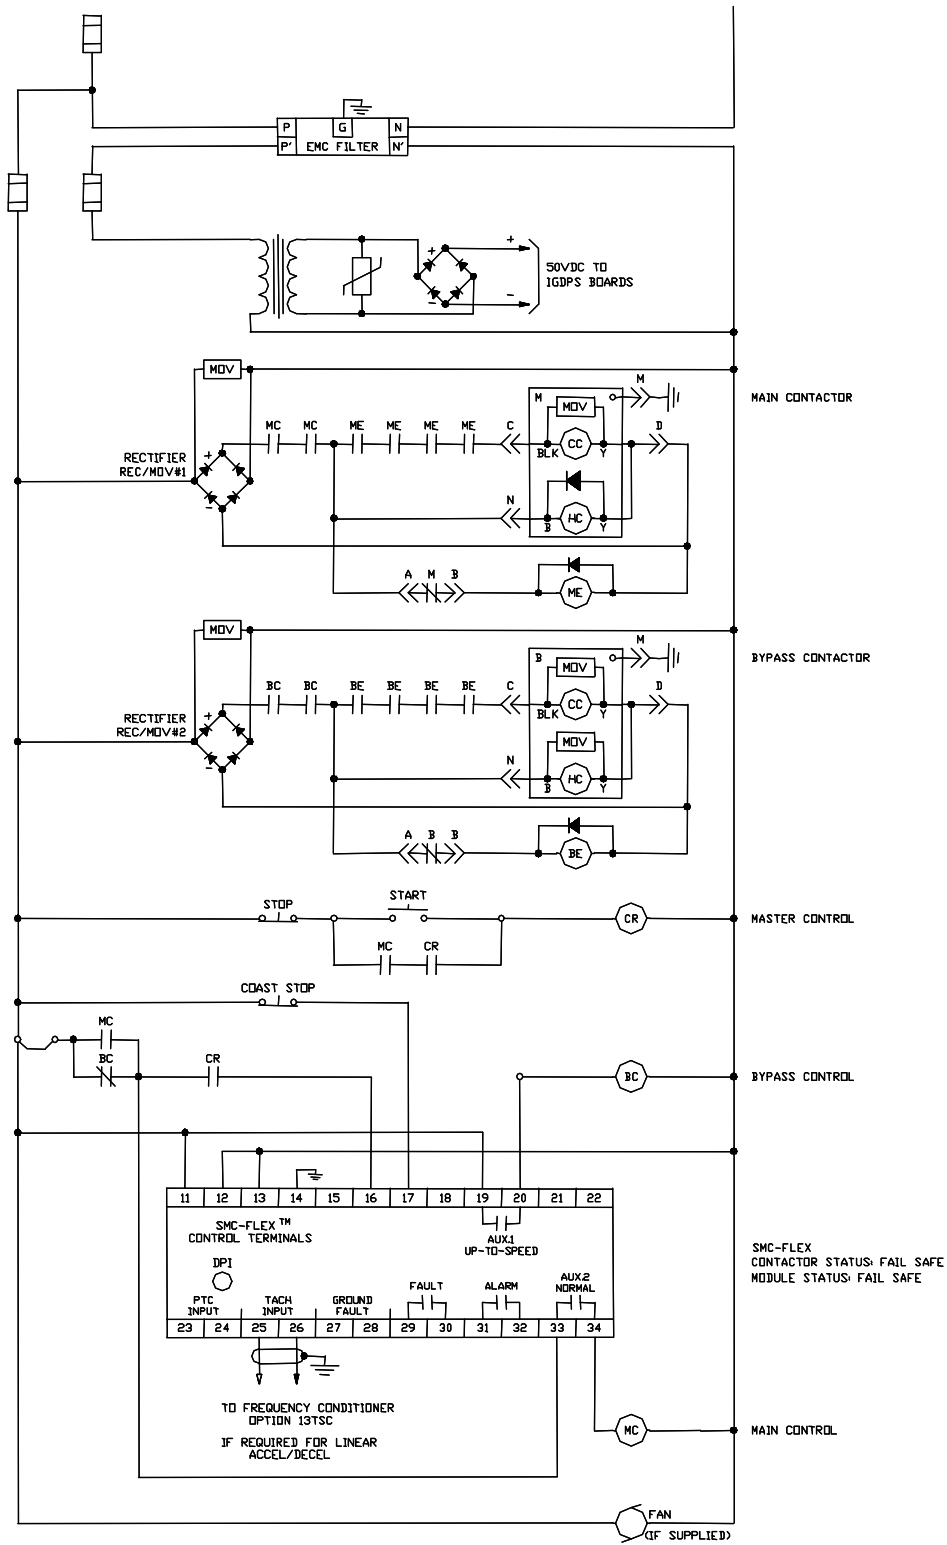 P G N
P' EMC FILTER N'
+
+
50VDC TO
IGDPS BOARDS
-
-
MOV
M
M
MOV
MAIN CONTACTOR
MC MC ME ME ME ME C
CC
D
BLK Y
RECTIFIER
REC/MOV#1
+
-
N
HC
B Y
A M B
ME
MOV
M
B
MOV
BYPASS CONTACTOR
BC BC BE BE BE BE C
CC
D
BLK Y
RECTIFIER
REC/MOV#2
+
-
MOV
N
HC
B Y
A B B
BE
START
STOP
CR
MASTER CONTROL
MC CR
COAST STOP
MC
BC
CR
BC
BYPASS CONTROL
11 12 13 14 15 16 17 18 19 20 21 22
SMC-FLEX™
CONTROL TERMINALS
AUX.1
UP-TO-SPEED
SMC-FLEX
CONTACTOR STATUS: FAIL SAFE
MODULE STATUS: FAIL SAFE
DPI
PTC
INPUT
TACH
INPUT
GROUND
FAULT
FAULT
ALARM
AUX.2
NORMAL
23 24 25 26 27 28 29 30 31 32 33 34
TO FREQUENCY CONDITIONER
OPTION 13TSC
IF REQUIRED FOR LINEAR
ACCEL/DECEL
MC
MAIN CONTROL
FAN
(IF SUPPLIED)